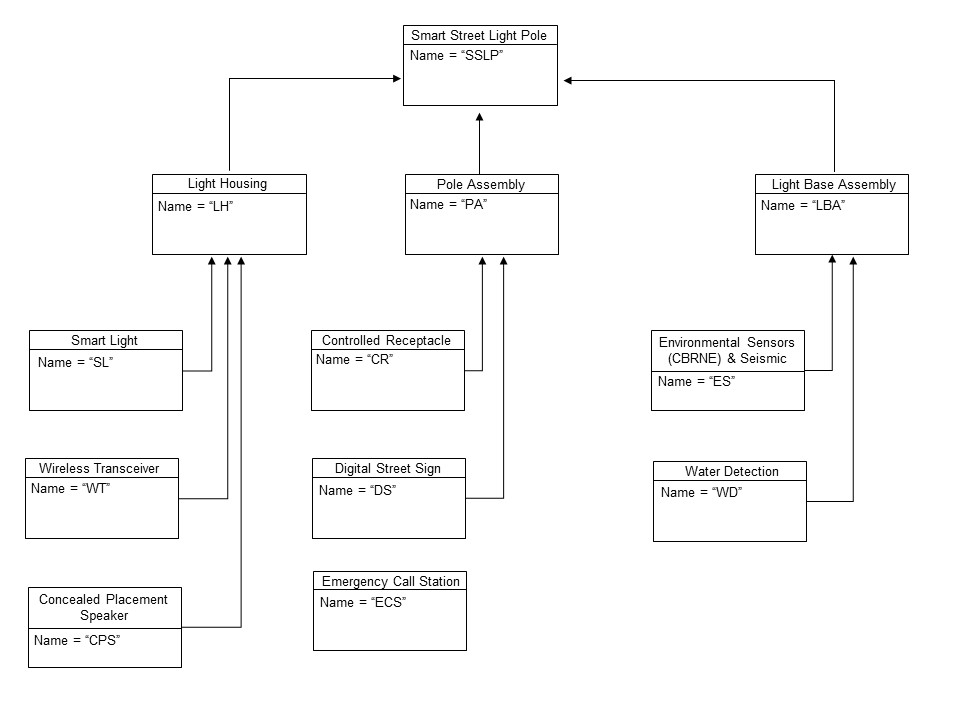 Smart Street Light Pole
Name = “SSLP”
Light Housing
Name = “LH”
Pole Assembly
Name = “PA”
Light Base Assembly
Name = “LBA”
Smart Light
Name = “SL”
Controlled Receptacle
Name = “CR”
Environmental Sensors
(CBRNE) & Seismic
Name = “ES”
Wireless Transceiver
Name = “WT”
Digital Street Sign
Name = “DS”
Water Detection
Name = “WD”
Concealed Placement
Speaker
Name = “CPS”
Emergency Call Station
Name = “ECS”